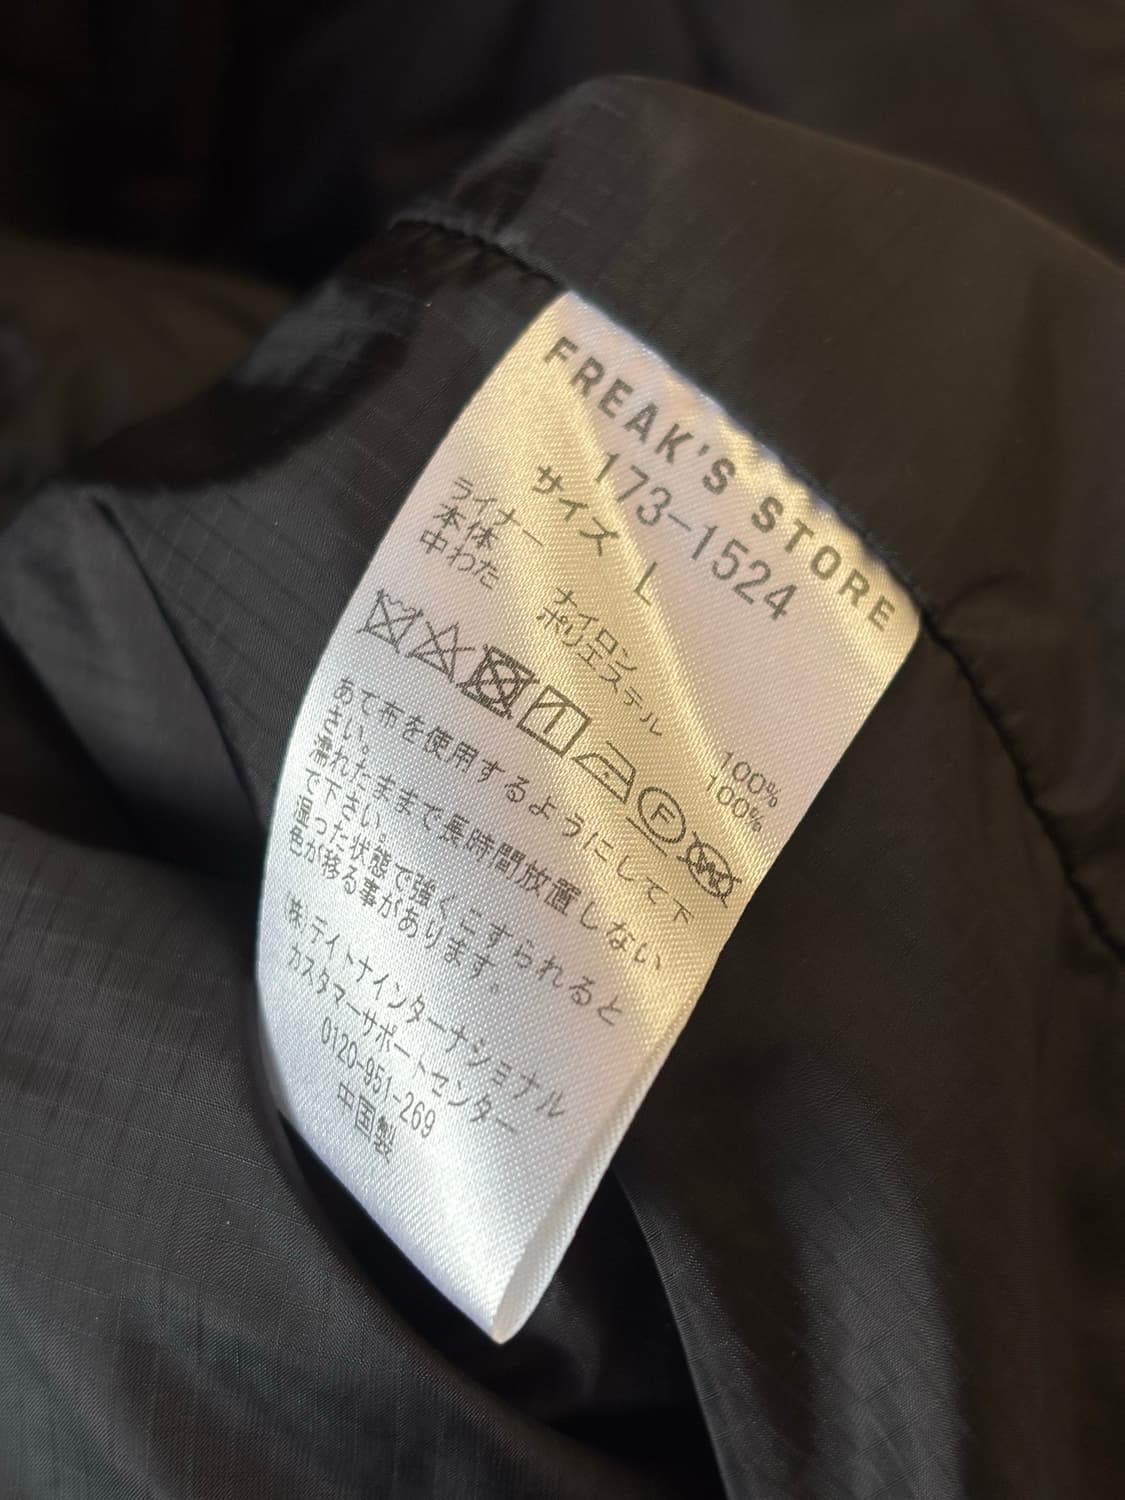 FREAK'S STORE
173-1524
サイズ L
ライナー
本体 ナイロン 100%
中わた ポリエステル 100%
F
W
あて布を使用するようにして下
さい。
濡れたままで長時間放置しない
で下さい。
湿った状態で強くこすられると
色が移る事があります。
(株)デイトナインターナショナル
カスタマーサポートセンター
0120-951-269
中国製